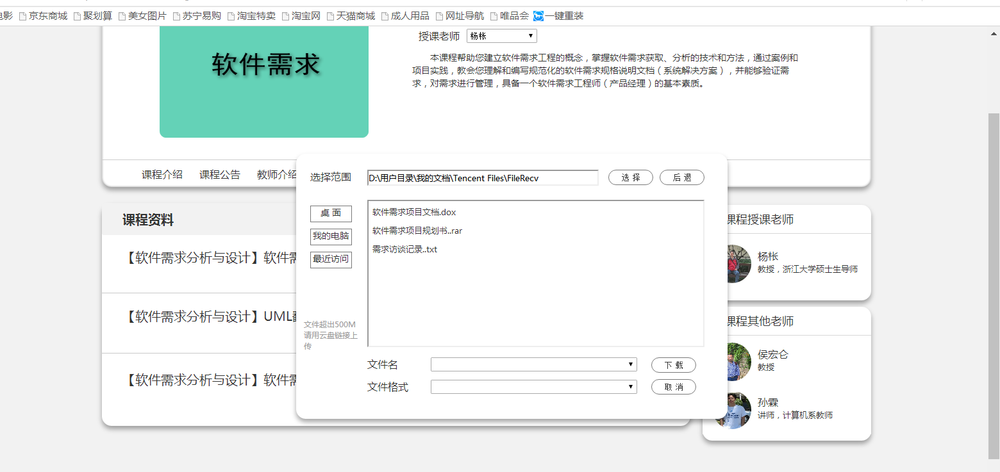 电影 京东商城 聚划算 美女图片 苏宁易购 淘宝特卖 淘宝网 天猫商城 成人用品 网址导航 唯品会 一键重装
软件需求
授课老师 杨枨
本课程帮助您建立软件需求工程的概念，掌握软件需求获取、分析的技术和方法，通过案例和
项目实践，教会您理解和编写规范化的软件需求规格说明文档（系统解决方案），并能够验证需
求，对需求进行管理，具备一个软件需求工程师（产品经理）的基本素质。
课程介绍 课程公告 教师介绍
选择范围 D:\用户目录\我的文档\Tencent Files\FileRecv 选 择 后 退
桌 面
我的电脑
最近访问
软件需求项目文档.dox
软件需求项目规划书..rar
需求访谈记录..txt
文件超出500M
请用云盘链接上
传
文件名 下 载
文件格式 取 消
课程资料
【软件需求分析与设计】软件需
【软件需求分析与设计】UML
【软件需求分析与设计】软件需
课程授课老师
杨枨
教授，浙江大学硕士生导师
课程其他老师
侯宏仑
教授
孙霖
讲师，计算机系教师